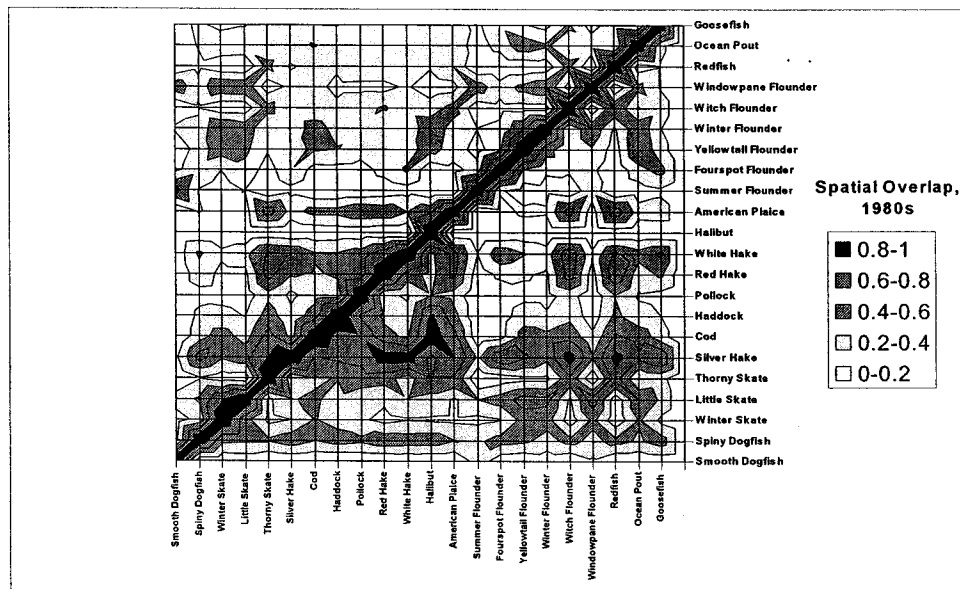 Goosefish
Ocean Pout
Redfish
Windowpane Flounder
Witch Flounder
Winter Flounder
Yellowtail Flounder
Fourspot Flounder
Summer Flounder
American Plaice
Halibut
White Hake
Red Hake
Pollock
Haddock
Cod
Silver Hake
Thorny Skate
Little Skate
Winter Skate
Spiny Dogfish
Smooth Dogfish
Spatial Overlap,
1980s
0.8-1
0.6-0.8
0.4-0.6
0.2-0.4
0-0.2
Smooth Dogfish
Spiny Dogfish
Winter Skate
Little Skate
Thorny Skate
Silver Hake
Cod
Haddock
Pollock
Red Hake
White Hake
Halibut
American Plaice
Summer Flounder
Fourspot Flounder
Yellowtail Flounder
Winter Flounder
Witch Flounder
Windowpane Flounder
Redfish
Ocean Pout
Goosefish